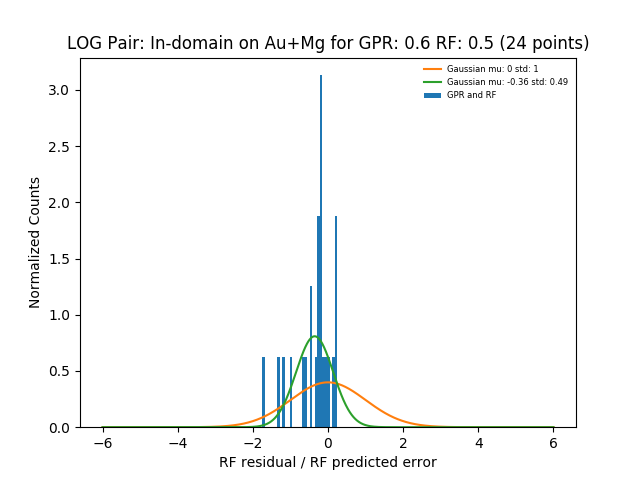 LOG Pair: In-domain on Au+Mg for GPR: 0.6 RF: 0.5 (24 points)
Gaussian mu: 0 std: 1
Gaussian mu: -0.36 std: 0.49
GPR and RF
Normalized Counts
3.0
2.5
2.0
1.5
1.0
0.5
0.0
−6 −4 −2 0 2 4 6
RF residual / RF predicted error